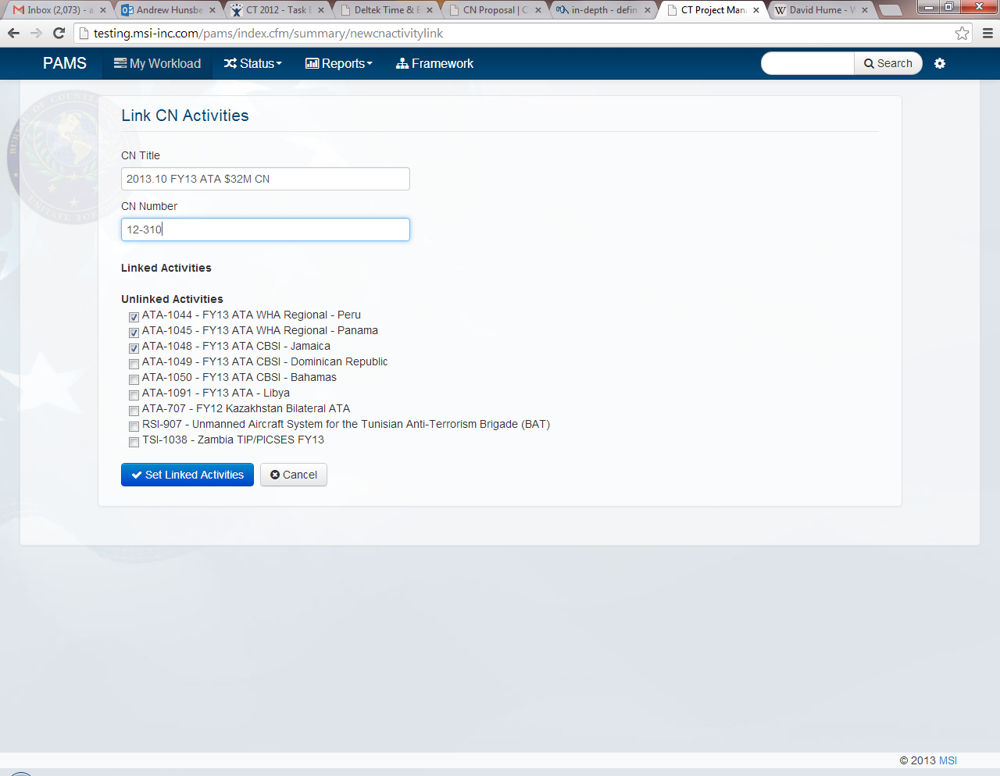 Inbox (2,073) - a
Andrew Hunsbe
CT 2012 - Task
Deltek Time & E
CN Proposal | C
in-depth - defin
CT Project Man
David Hume - W
testing.msi-inc.com/pams/index.cfm/summary/newcnactivitylink
PAMS My Workload Status Reports Framework Search
Link CN Activities
CN Title
2013.10 FY13 ATA $32M CN
CN Number
12-310
Linked Activities
Unlinked Activities
ATA-1044 - FY13 ATA WHA Regional - Peru
ATA-1045 - FY13 ATA WHA Regional - Panama
ATA-1048 - FY13 ATA CBSI - Jamaica
ATA-1049 - FY13 ATA CBSI - Dominican Republic
ATA-1050 - FY13 ATA CBSI - Bahamas
ATA-1091 - FY13 ATA - Libya
ATA-707 - FY12 Kazakhstan Bilateral ATA
RSI-907 - Unmanned Aircraft System for the Tunisian Anti-Terrorism Brigade (BAT)
TSI-1038 - Zambia TIP/PICSES FY13
Set Linked Activities Cancel
© 2013 MSI